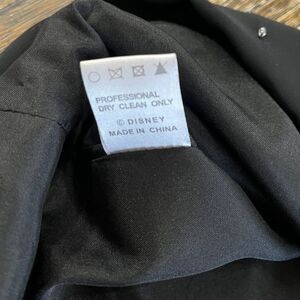 PROFESSIONAL
DRY CLEAN ONLY
© DISNEY
MADE IN CHINA